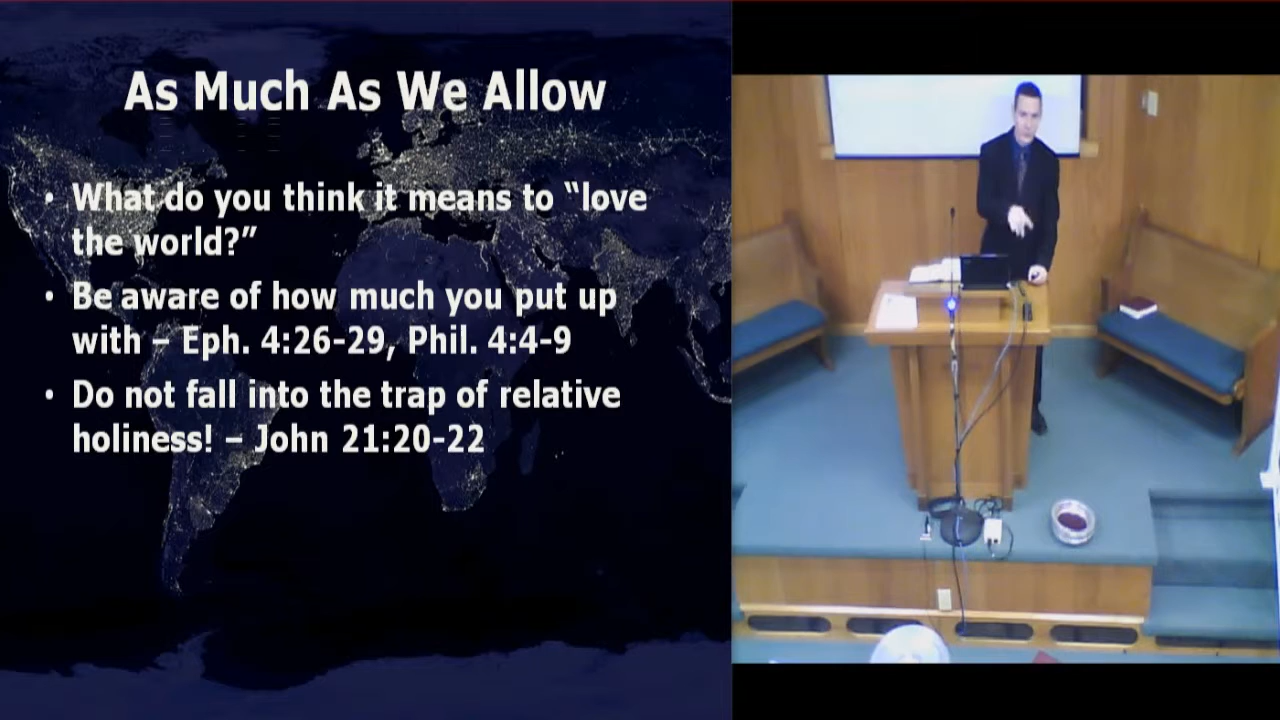 As Much As We Allow
• What do you think it means to “love
the world?”
• Be aware of how much you put up
with – Eph. 4:26-29, Phil. 4:4-9
• Do not fall into the trap of relative
holiness! – John 21:20-22